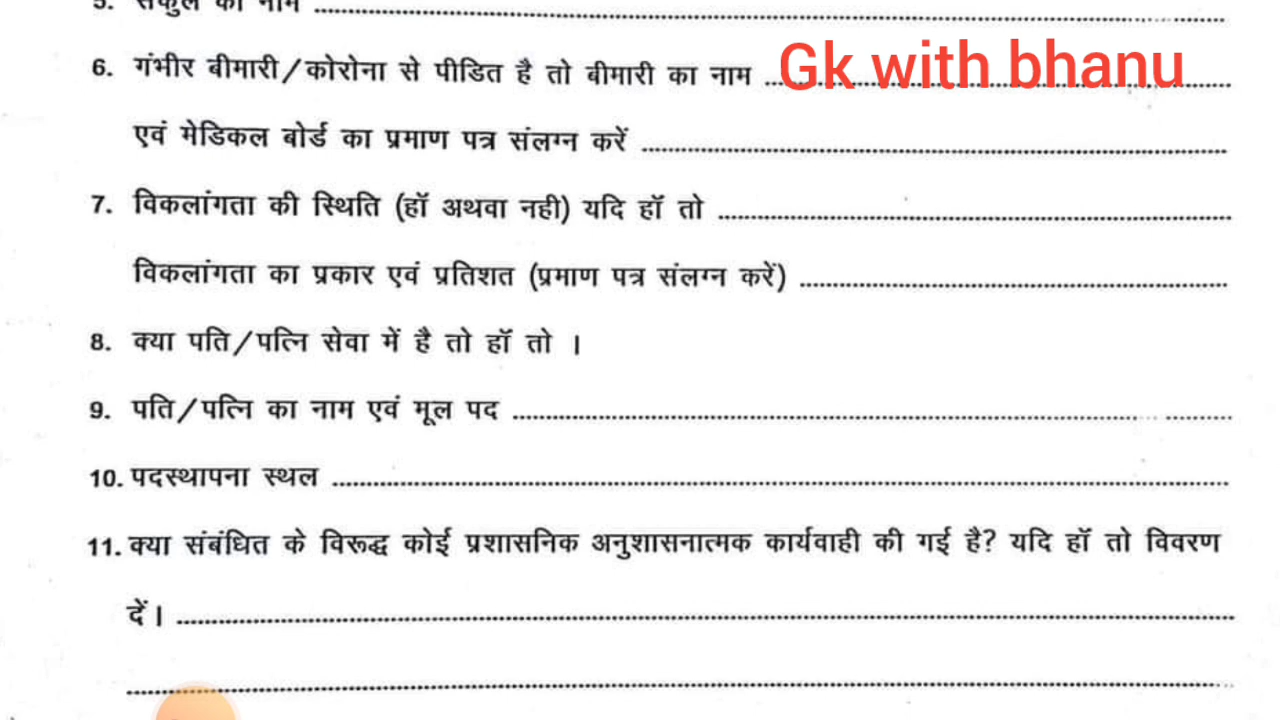 5. संकुल का नाम ........................................................
6. गंभीर बीमारी/कोरोना से पीडित है तो बीमारी का नाम ........................................................
Gk with bhanu
एवं मेडिकल बोर्ड का प्रमाण पत्र संलग्न करें ........................................................
7. विकलांगता की स्थिति (हॉ अथवा नही) यदि हॉ तो ........................................................
विकलांगता का प्रकार एवं प्रतिशत (प्रमाण पत्र संलग्न करें) ........................................................
8. क्या पति/पत्नि सेवा में है तो हॉ तो ।
9. पति/पत्नि का नाम एवं मूल पद ........................................................
10. पदस्थापना स्थल ........................................................
11. क्या संबंधित के विरूद्ध कोई प्रशासनिक अनुशासनात्मक कार्यवाही की गई है? यदि हॉ तो विवरण
दें। ........................................................
........................................................